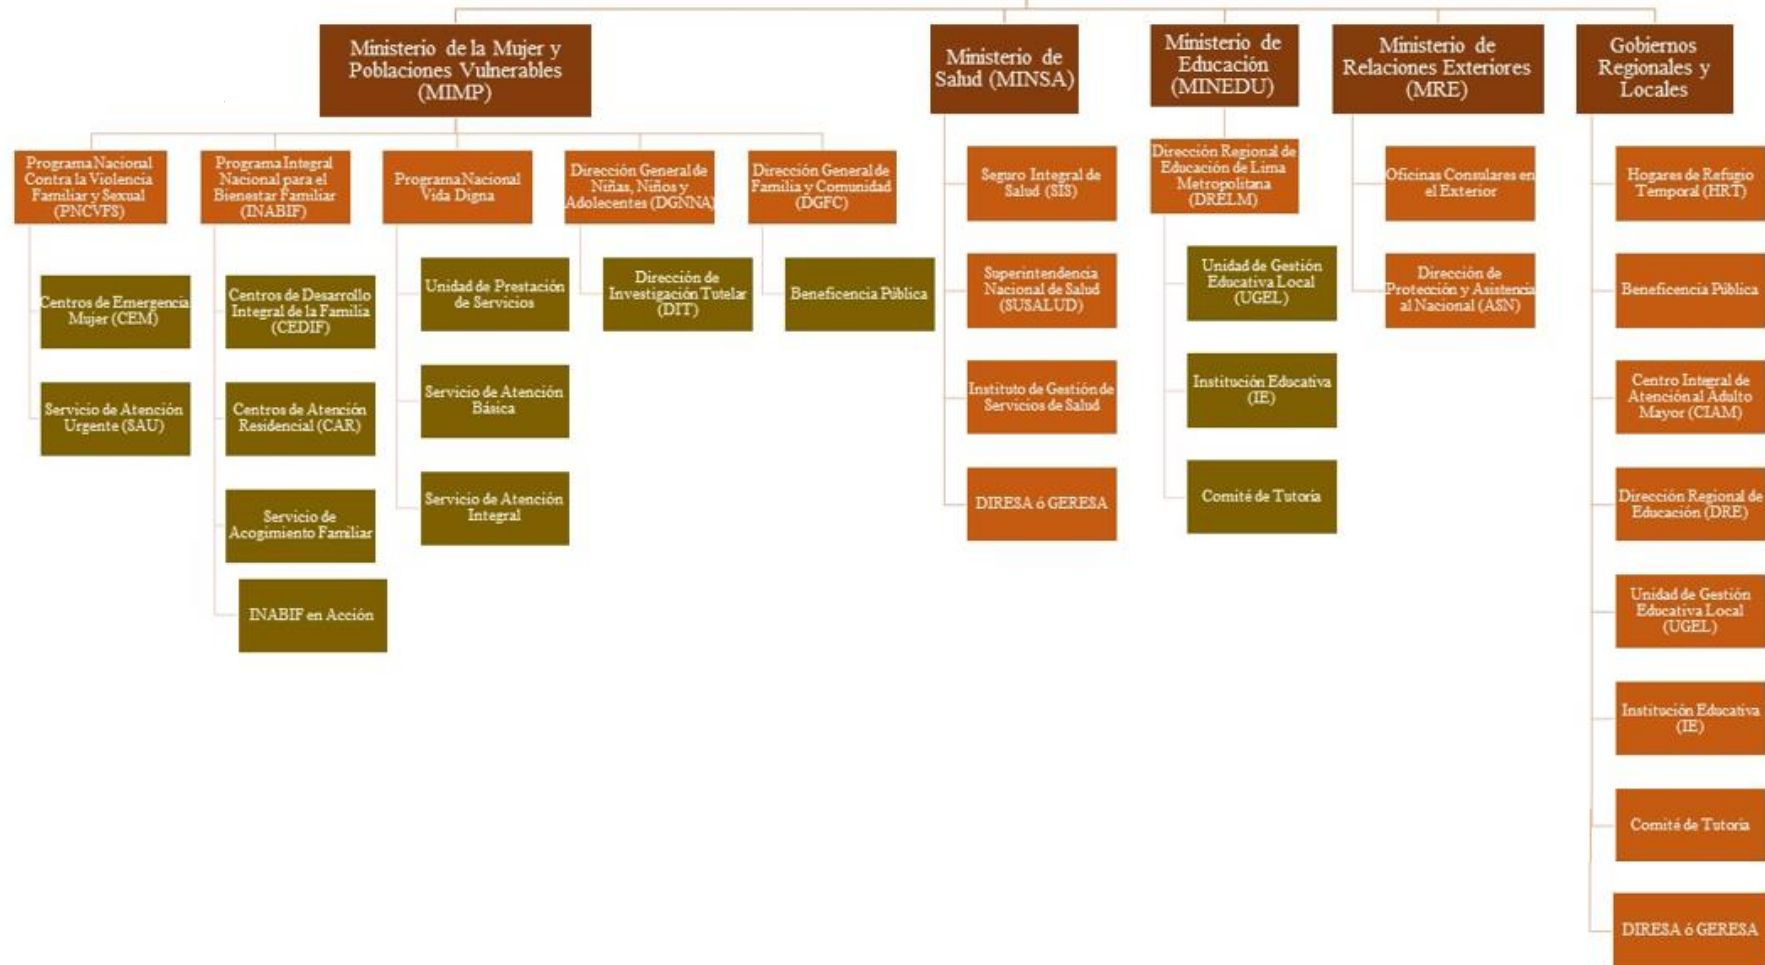 Ministerio de la Mujer y
Poblaciones Vulnerables
(MIMP)
Ministerio de
Salud (MINSA)
Ministerio de
Educación
(MINEDU)
Ministerio de
Relaciones Exteriores
(MRE)
Gobiernos
Regionales y
Locales
Programa Nacional
Contra la Violencia
Familiar y Sexual
(PNCVFS)
Programa Integral
Nacional para el
Bienestar Familiar
(INABIF)
Programa Nacional
Vida Digna
Dirección General de
Niñas, Niños y
Adolecentes (DGNNA)
Dirección General de
Familia y Comunidad
(DGFC)
Centros de Emergencia
Mujer (CEM)
Servicio de Atención
Urgente (SAU)
Centros de Desarrollo
Integral de la Familia
(CEDIF)
Centros de Atención
Residencial (CAR)
Servicio de
Acogimiento Familiar
INABIF en Acción
Unidad de Prestación
de Servicios
Servicio de Atención
Básica
Servicio de Atención
Integral
Dirección de
Investigación Tutelar
(DIT)
Beneficencia Pública
Seguro Integral de
Salud (SIS)
Superintendencia
Nacional de Salud
(SUSALUD)
Instituto de Gestión de
Servicios de Salud
DIRESA ó GERESA
Dirección Regional de
Educación de Lima
Metropolitana
(DRELM)
Unidad de Gestión
Educativa Local
(UGEL)
Institución Educativa
(IE)
Comité de Tutoría
Oficinas Consulares en
el Exterior
Dirección de
Protección y Asistencia
al Nacional (ASN)
Hogares de Refugio
Temporal (HRT)
Beneficencia Pública
Centro Integral de
Atención al Adulto
Mayor (CIAM)
Dirección Regional de
Educación (DRE)
Unidad de Gestión
Educativa Local
(UGEL)
Institución Educativa
(IE)
Comité de Tutoría
DIRESA ó GERESA